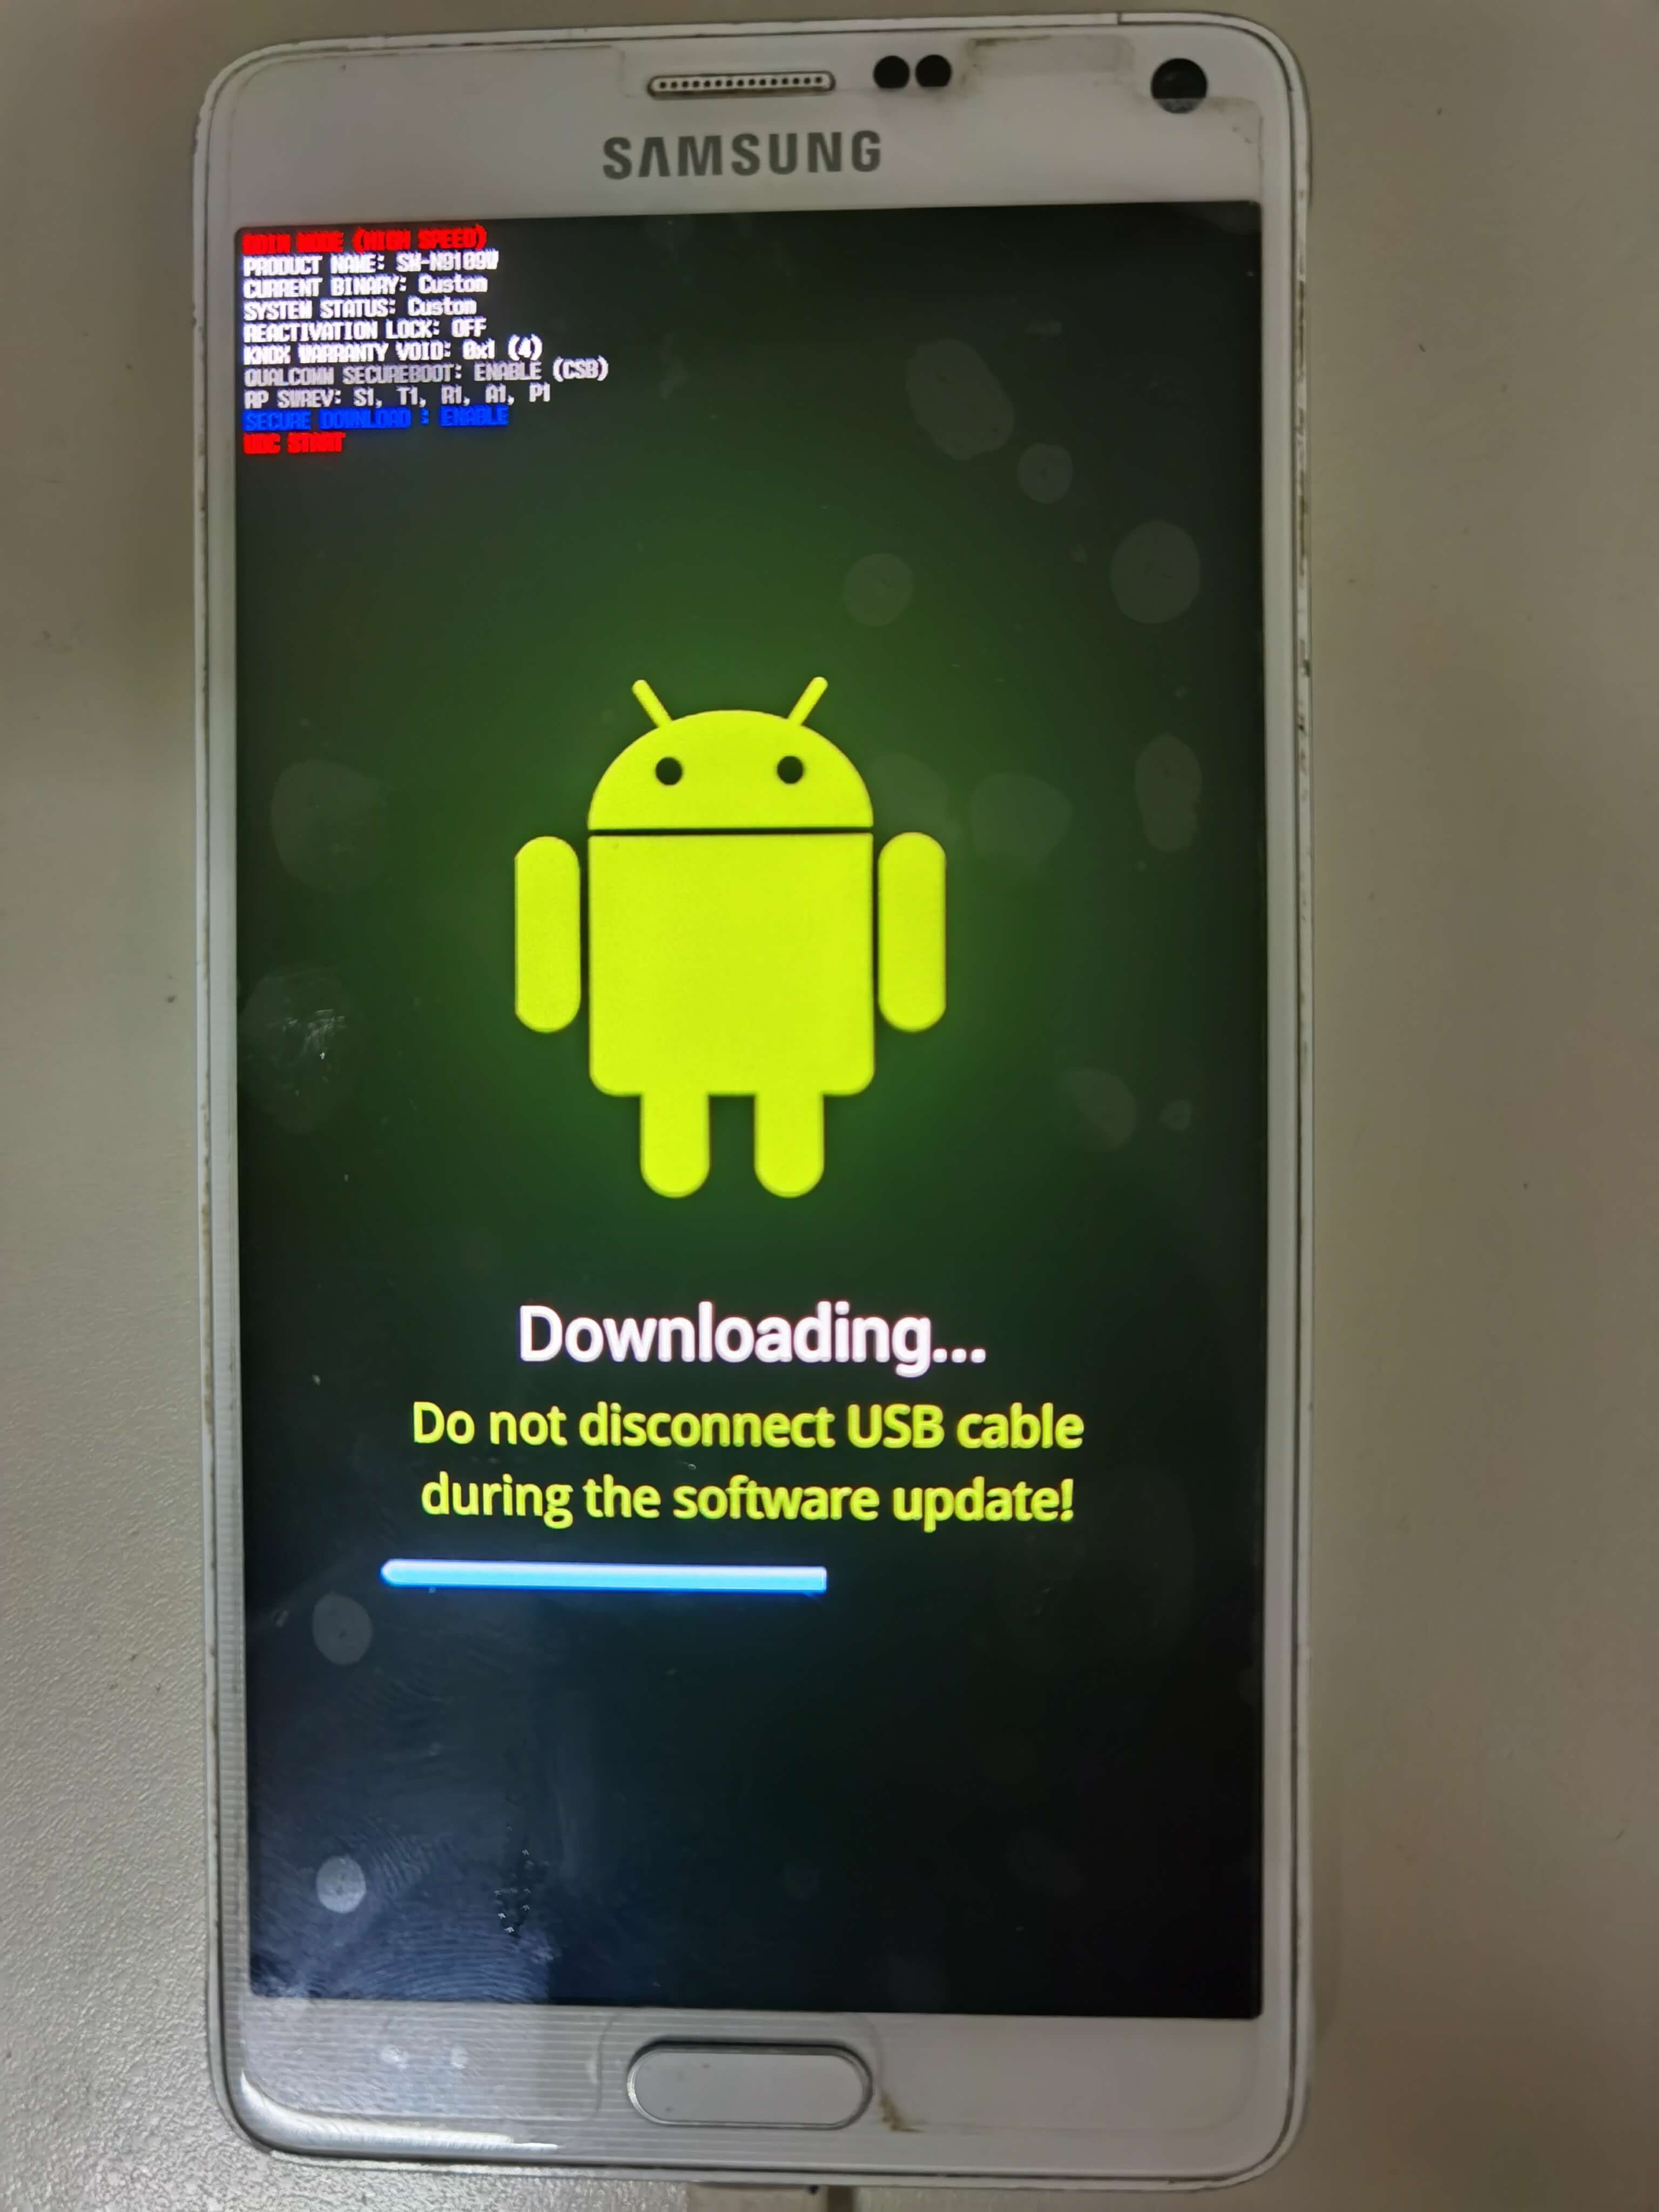 SAMSUNG
ODIN MODE (HIGH SPEED)
PRODUCT NAME: SM-N9109W
CURRENT BINARY: Custom
SYSTEM STATUS: Custom
REACTIVATION LOCK: OFF
KNOX WARRANTY VOID: 0x1 (4)
QUALCOMM SECUREBOOT: ENABLE (CSB)
RP SWREV: S1, T1, R1, A1, P1
SECURE DOWNLOAD : ENABLE
UDC START
Downloading...
Do not disconnect USB cable
during the software update!